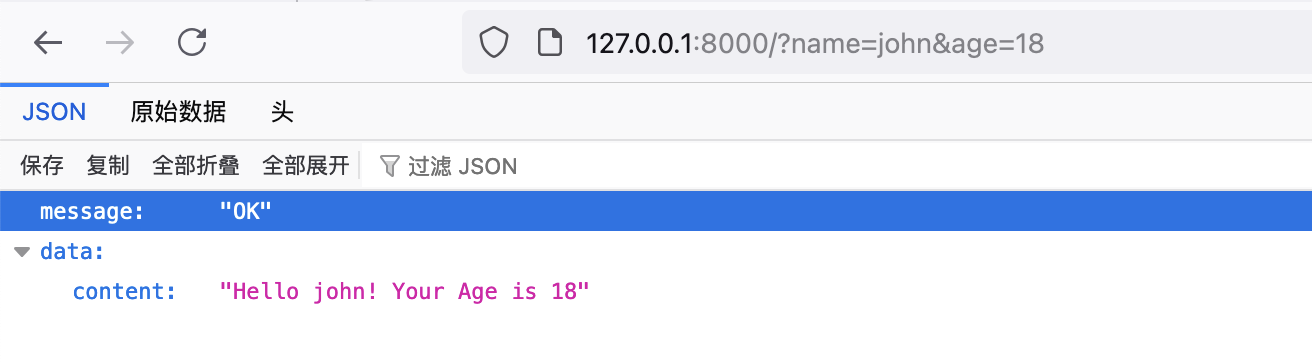 127.0.0.1:8000/?name=john&age=18
JSON 原始数据 头
保存 复制 全部折叠 全部展开 过滤 JSON
message: "OK"
data:
content: "Hello john! Your Age is 18"